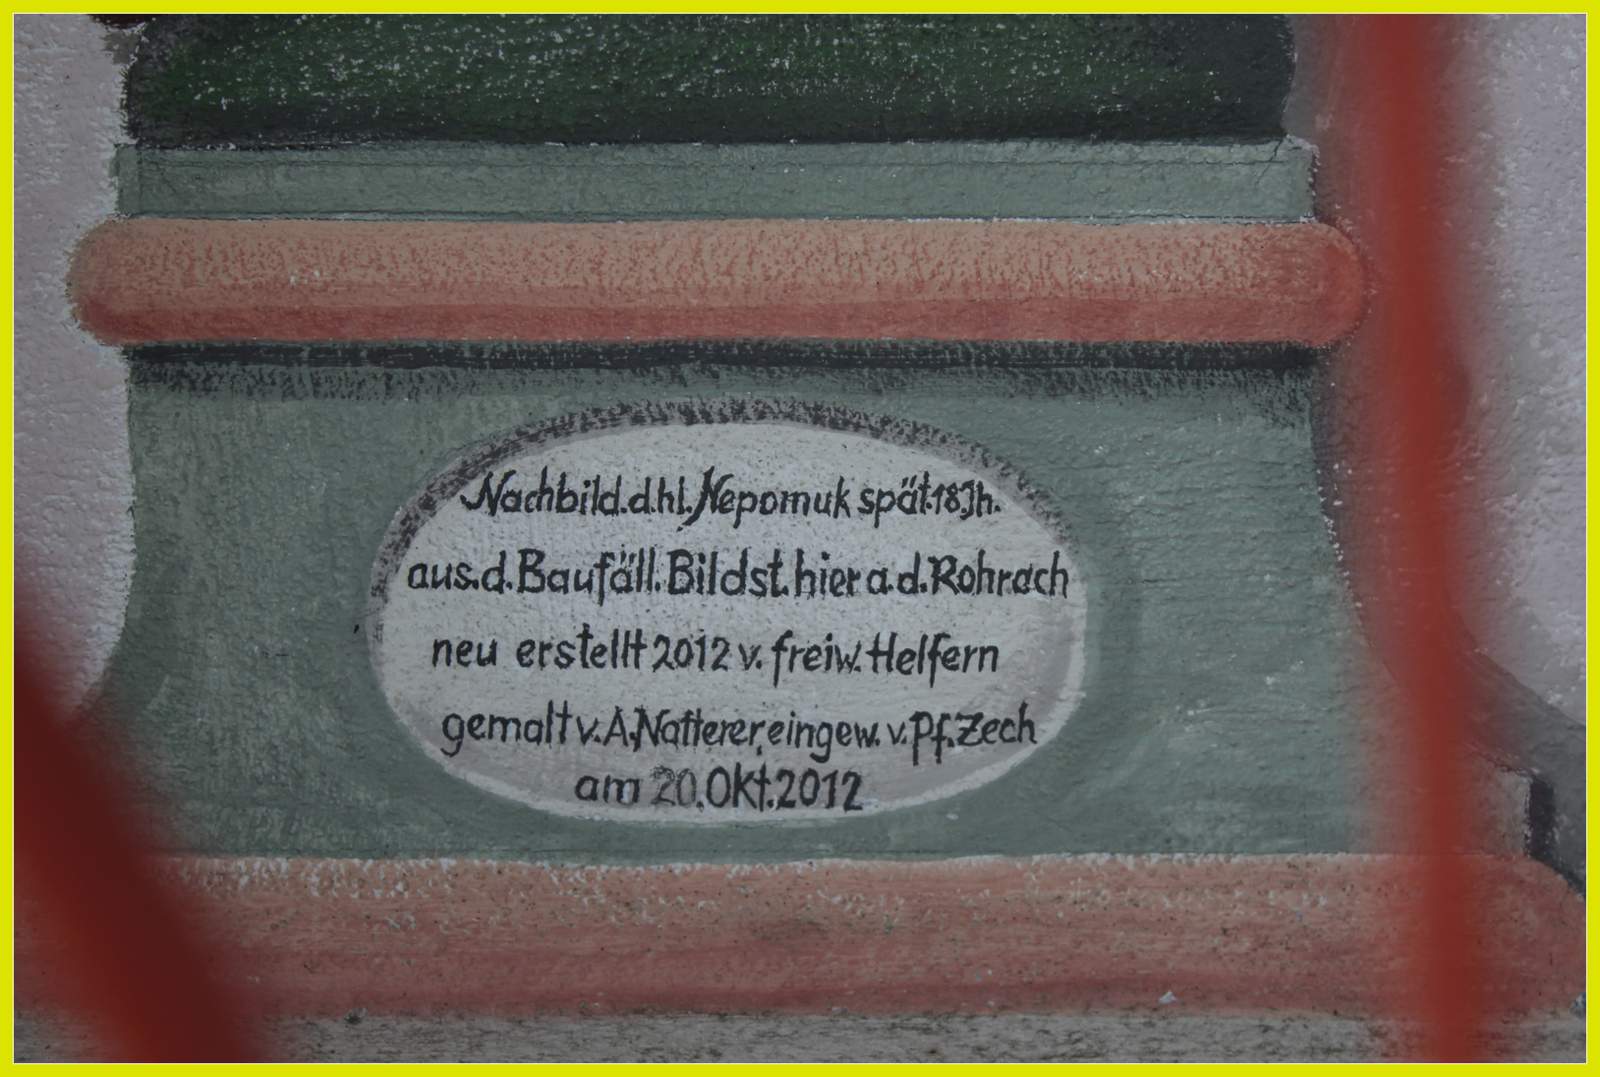 Nachbild.d.hl.Nepomuk spät.18.Jh.
aus.d.Baufäll.Bildst.hier a.d.Rohrach
neu erstellt 2012 v. freiw. Helfern
gemalt v.A.Natterer,eingew. v.Pf.Zech
am 20.Okt.2012